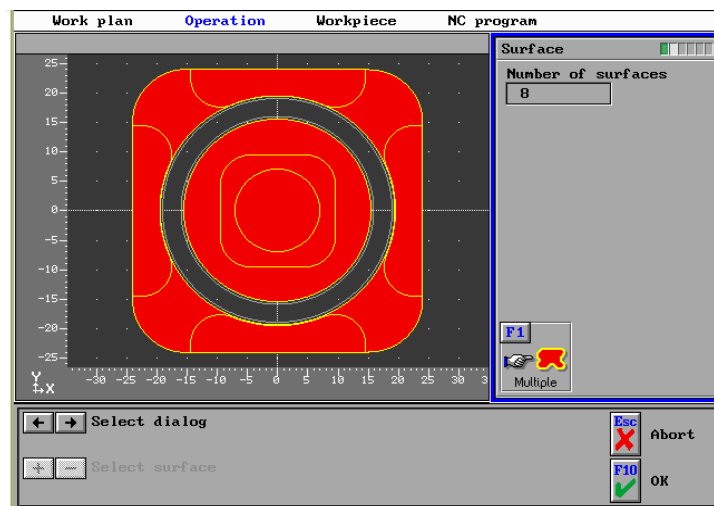 Work plan Operation Workpiece NC program
Surface
Number of surfaces
8
25
20
15
10
5
0
-5
-10
-15
-20
-25
Y
X
-30 -25 -20 -15 -10 -5 0 5 10 15 20 25 30 3
F1
Multiple
Select dialog
+ - Select surface
Esc
Abort
F10
OK